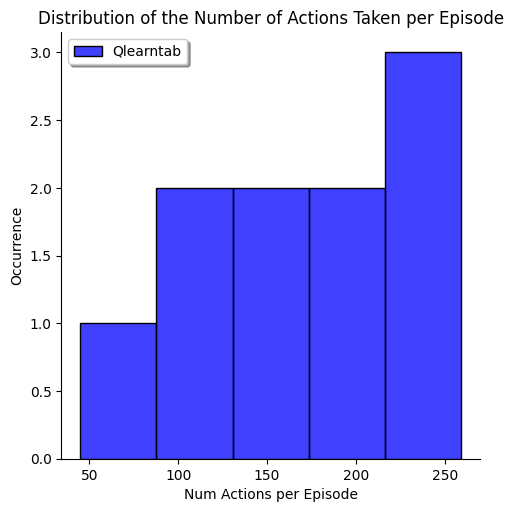 Distribution of the Number of Actions Taken per Episode
Qlearntab
3.0
2.5
2.0
1.5
1.0
0.5
0.0
Occurrence
50 100 150 200 250
Num Actions per Episode